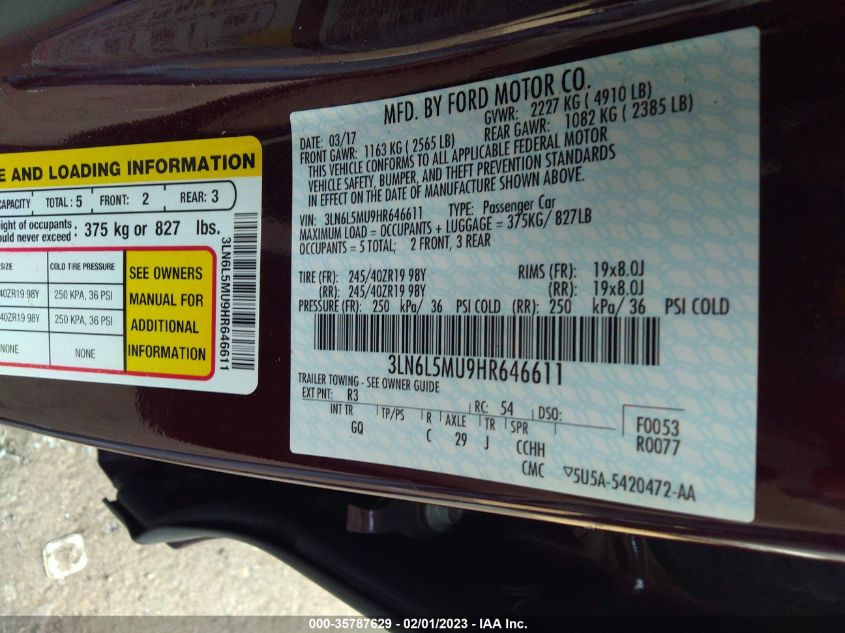 E AND LOADING INFORMATION
CAPACITY TOTAL: 5 FRONT: 2 REAR: 3
ight of occupants
ould never exceed : 375 kg or 827 lbs.
SIZE COLD TIRE PRESSURE
/40ZR19 98Y 250 KPA, 36 PSI
/40ZR19 98Y 250 KPA, 36 PSI
NONE NONE
SEE OWNERS
MANUAL FOR
ADDITIONAL
INFORMATION
3LN6L5MU9HR646611
MFD. BY FORD MOTOR CO.
DATE: 03/17 GVWR: 2227 KG ( 4910 LB)
FRONT GAWR: 1163 KG ( 2565 LB) REAR GAWR: 1082 KG ( 2385 LB)
THIS VEHICLE CONFORMS TO ALL APPLICABLE FEDERAL MOTOR
VEHICLE SAFETY, BUMPER, AND THEFT PREVENTION STANDARDS
IN EFFECT ON THE DATE OF MANUFACTURE SHOWN ABOVE.
VIN: 3LN6L5MU9HR646611 TYPE: Passenger Car
MAXIMUM LOAD = OCCUPANTS + LUGGAGE = 375KG/ 827LB
OCCUPANTS = 5 TOTAL; 2 FRONT, 3 REAR
TIRE (FR): 245/40ZR19 98Y RIMS (FR): 19x8.0J
(RR): 245/40ZR19 98Y (RR): 19x8.0J
PRESSURE (FR): 250 kPa/ 36 PSI COLD (RR): 250 kPa/ 36 PSI COLD
3LN6L5MU9HR646611
TRAILER TOWING - SEE OWNER GUIDE
EXT PNT: R3 RC: 54 DSO: F0053
INT TR TP/PS R AXLE TR SPR R0077
GQ C 29 J CCHH
CMC ▽5U5A-5420472-AA
000-35787629 - 02/01/2023 - IAA Inc.